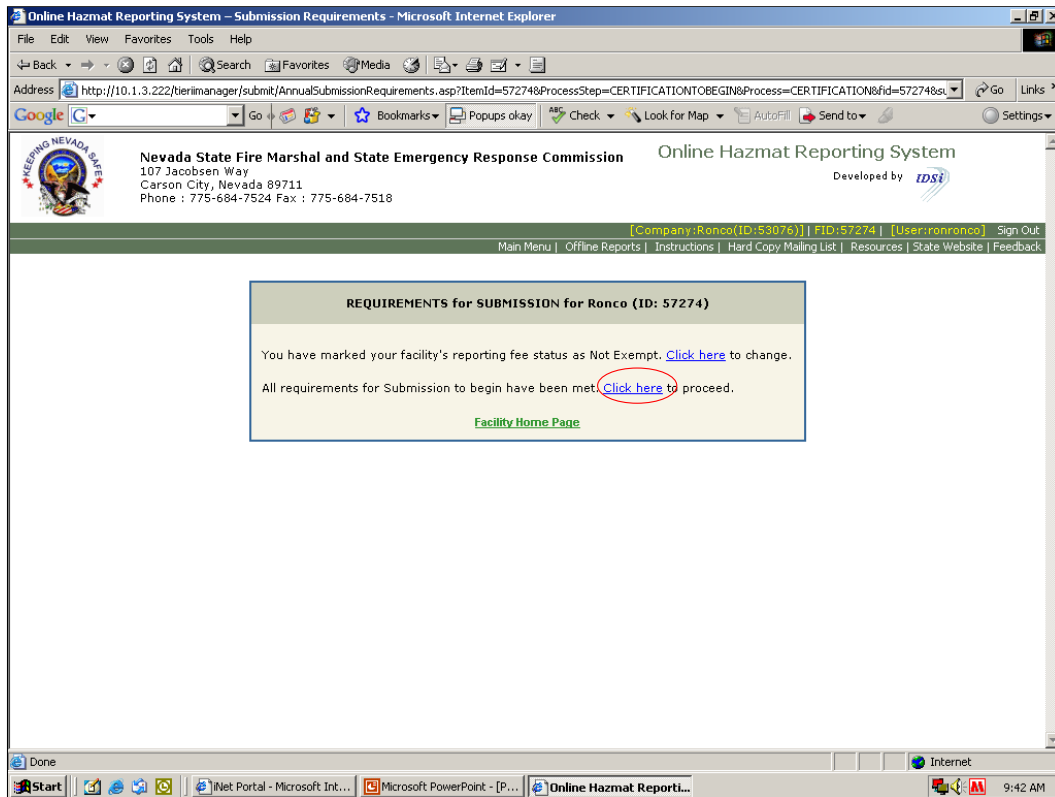 Online Hazmat Reporting System – Submission Requirements - Microsoft Internet Explorer
File Edit View Favorites Tools Help
Back Search Favorites Media
Address http://10.1.3.222/tieriimanager/submit/AnnualSubmissionRequirements.asp?ItemId=57274&ProcessStep=CERTIFICATIONTOBEGIN&Process=CERTIFICATION&fid=57274&su Go Links
Google G Go Bookmarks Popups okay ABC Check Look for Map AutoFill Send to Settings
KEEPING NEVADA SAFE
Nevada State Fire Marshal and State Emergency Response Commission
107 Jacobsen Way
Carson City, Nevada 89711
Phone : 775-684-7524 Fax : 775-684-7518
Online Hazmat Reporting System
Developed by IDSi
[Company:Ronco(ID:53076)] | FID:57274 | [User:ronronco] Sign Out
Main Menu | Offline Reports | Instructions | Hard Copy Mailing List | Resources | State Website | Feedback
REQUIREMENTS for SUBMISSION for Ronco (ID: 57274)
You have marked your facility's reporting fee status as Not Exempt. Click here to change.
All requirements for Submission to begin have been met. Click here to proceed.
Facility Home Page
Done Internet
Start iNet Portal - Microsoft Int... Microsoft PowerPoint - [P... Online Hazmat Reporti... 9:42 AM